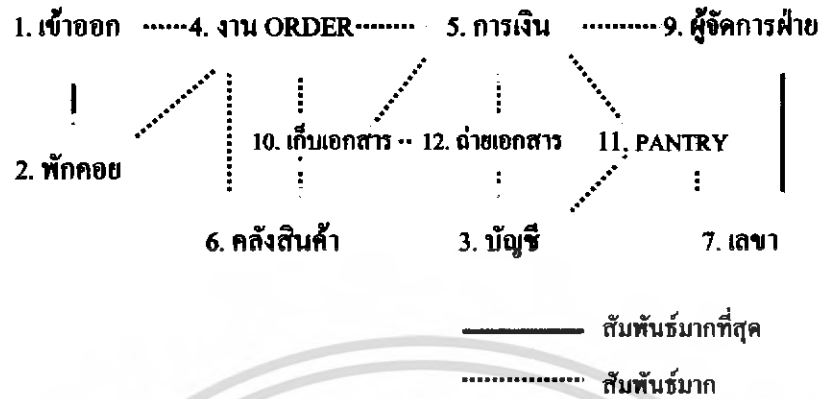 1. เข้าออก 4. งาน ORDER 5. การเงิน 9. ผู้จัดการฝ่าย
10. เก็บเอกสาร 12. ถ่ายเอกสาร 11. PANTRY
2. พักคอย
6. คลังสินค้า 3. บัญชี 7. เลขา
สัมพันธ์มากที่สุด
สัมพันธ์มาก